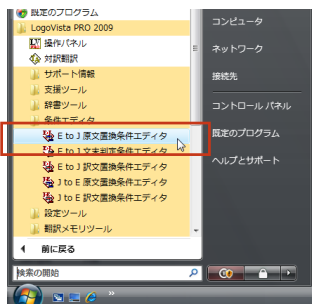 既定のプログラム
LogoVista PRO 2009
操作パネル
対訳翻訳
サポート情報
支援ツール
辞書ツール
条件エディタ
E to J 原文置換条件エディタ
E to J 文末判定条件エディタ
E to J 訳文置換条件エディタ
J to E 原文置換条件エディタ
J to E 訳文置換条件エディタ
設定ツール
翻訳メモリツール
前に戻る
検索の開始
コンピュータ
ネットワーク
接続先
コントロール パネル
既定のプログラム
ヘルプとサポート